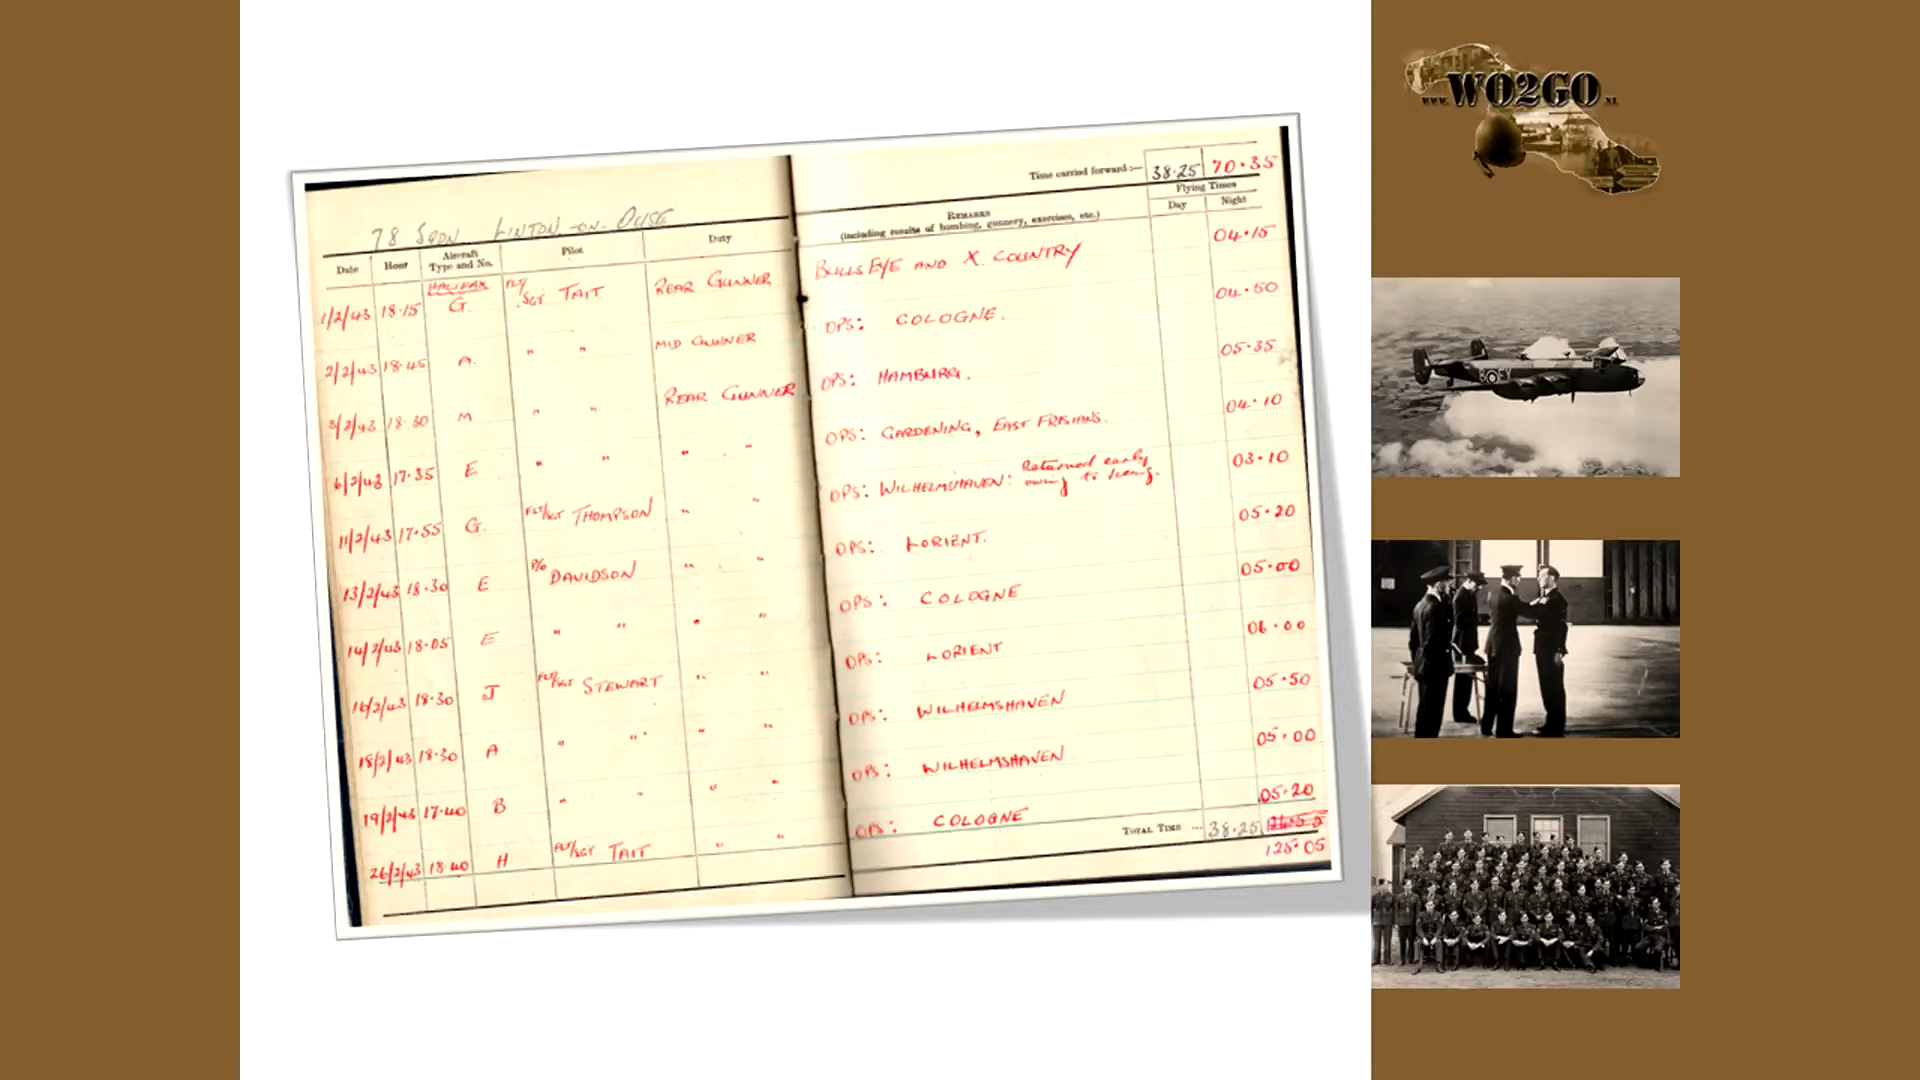 78 SQDN. LINTON-ON-OUSE
Time carried forward:— 38·25 70·35
Date Hour Aircraft Type and No. Pilot Duty REMARKS (including results of bombing, gunnery, exercises, etc.) Flying Times Day Night
1/2/43 18·15 HALIFAX G. FLT/SGT TAIT REAR GUNNER BULLS EYE AND X COUNTRY 04·15
2/2/43 18·45 A. " " MID GUNNER OPS: COLOGNE. 04·50
3/2/43 18·30 M " " REAR GUNNER OPS: HAMBURG. 05·35
6/2/43 17·35 E " " " " OPS: GARDENING, EAST FRISIANS. 04·10
11/2/43 17·55 G. FLT/SGT THOMPSON " " OPS: WILHELMSHAVEN: Returned early owing to icing. 03·10
13/2/43 18·30 E P/O DAVIDSON " " OPS: LORIENT. 05·20
14/2/43 18·05 E " " " " OPS: COLOGNE 05·00
16/2/43 18·30 J FLT/SGT STEWART " " OPS: LORIENT 06·00
18/2/43 18·30 A " " " " OPS: WILHELMSHAVEN 05·50
19/2/43 17·40 B " " " " OPS: WILHELMSHAVEN 05·00
26/2/43 18·40 H FLT/SGT TAIT " " OPS: COLOGNE 05·20
TOTAL TIME ... 38·25
125·05
WWW. WO2GO .NL